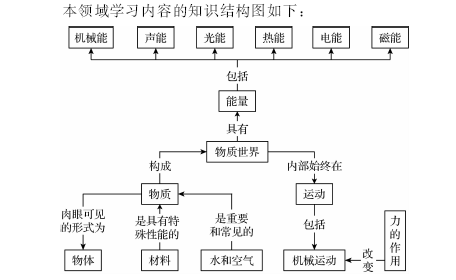 本领域学习内容的知识结构图如下：
机械能 声能 光能 热能 电能 磁能
包括
能量
具有
物质世界
构成 内部始终在
物质 运动
肉眼可见
的形式为
是具有特
殊性能的
是重要
和常见的
包括
力的作用
改变
物体 材料 水和空气 机械运动